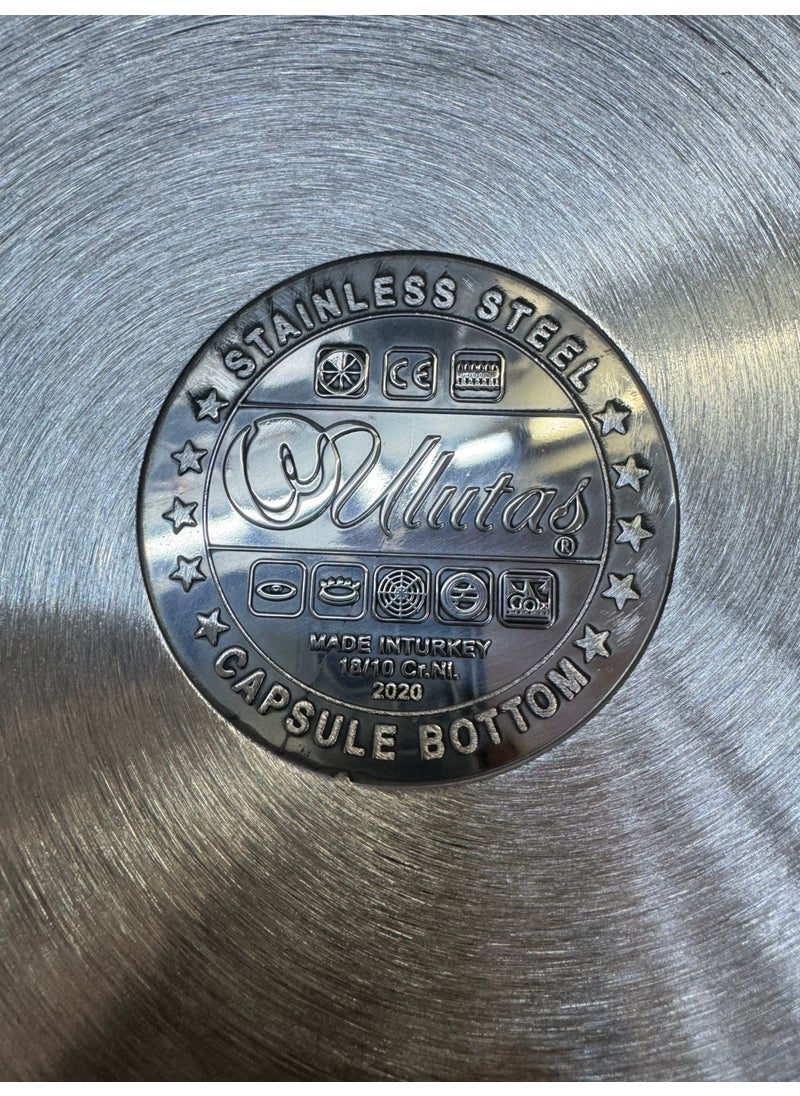 STAINLESS STEEL
CE
Ulutas®
MADE INTURKEY
18/10 Cr.NI.
2020
CAPSULE BOTTOM